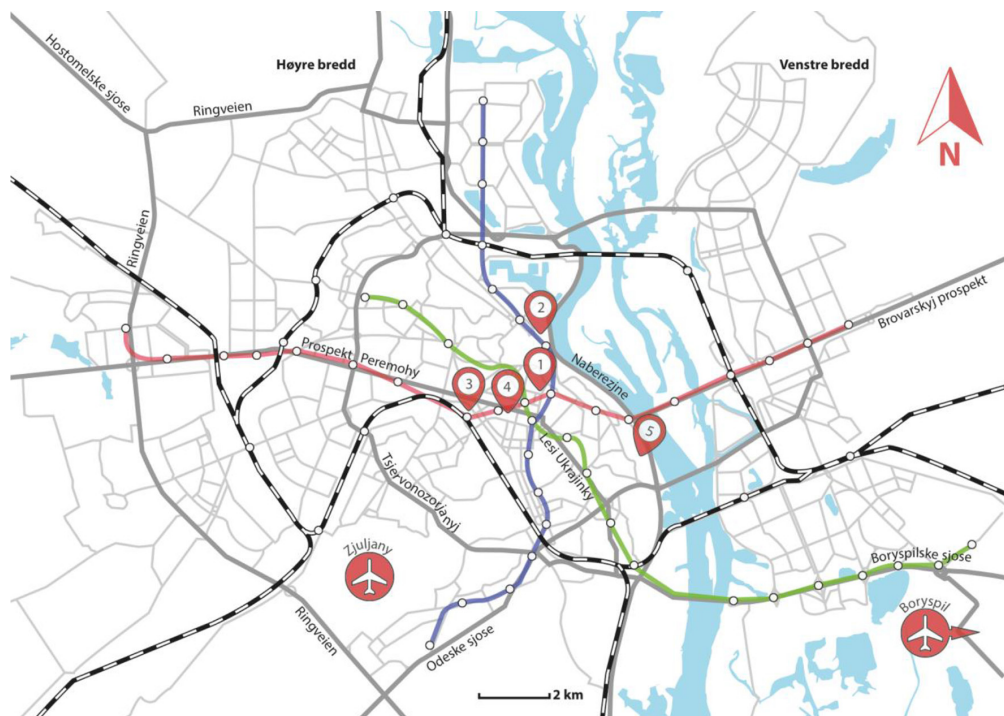 Hostomelske sjose
Høyre bredd
Venstre bredd
Ringveien
N
Ringveien
Brovarskyj prospekt
2
Prospekt Peremohy
Naberezjne
1
3
4
5
Lesi Ukrajinky
Tsjervonozorjanyj
Zjuljany
Boryspilske sjose
Ringveien
Boryspil
Odeske sjose
2 km